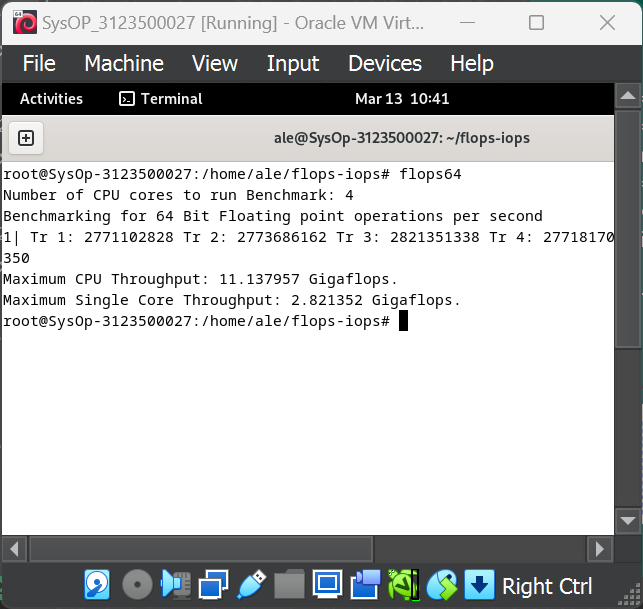 SysOP_3123500027 [Running] - Oracle VM Virt...
File Machine View Input Devices Help
Activities Terminal Mar 13 10:41
ale@SysOp-3123500027: ~/flops-iops
root@SysOp-3123500027:/home/ale/flops-iops# flops64
Number of CPU cores to run Benchmark: 4
Benchmarking for 64 Bit Floating point operations per second
1| Tr 1: 2771102828 Tr 2: 2773686162 Tr 3: 2821351338 Tr 4: 27718170
350
Maximum CPU Throughput: 11.137957 Gigaflops.
Maximum Single Core Throughput: 2.821352 Gigaflops.
root@SysOp-3123500027:/home/ale/flops-iops#
Right Ctrl